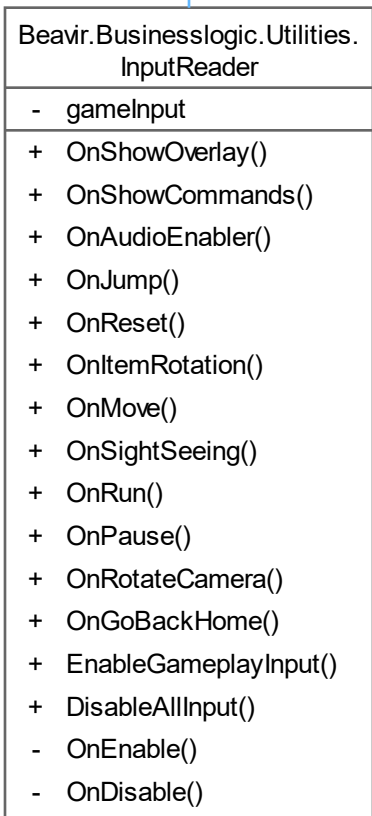 Beavir.Businesslogic.Utilities.
InputReader
- gameInput
+ OnShowOverlay()
+ OnShowCommands()
+ OnAudioEnabler()
+ OnJump()
+ OnReset()
+ OnItemRotation()
+ OnMove()
+ OnSightSeeing()
+ OnRun()
+ OnPause()
+ OnRotateCamera()
+ OnGoBackHome()
+ EnableGameplayInput()
+ DisableAllInput()
- OnEnable()
- OnDisable()